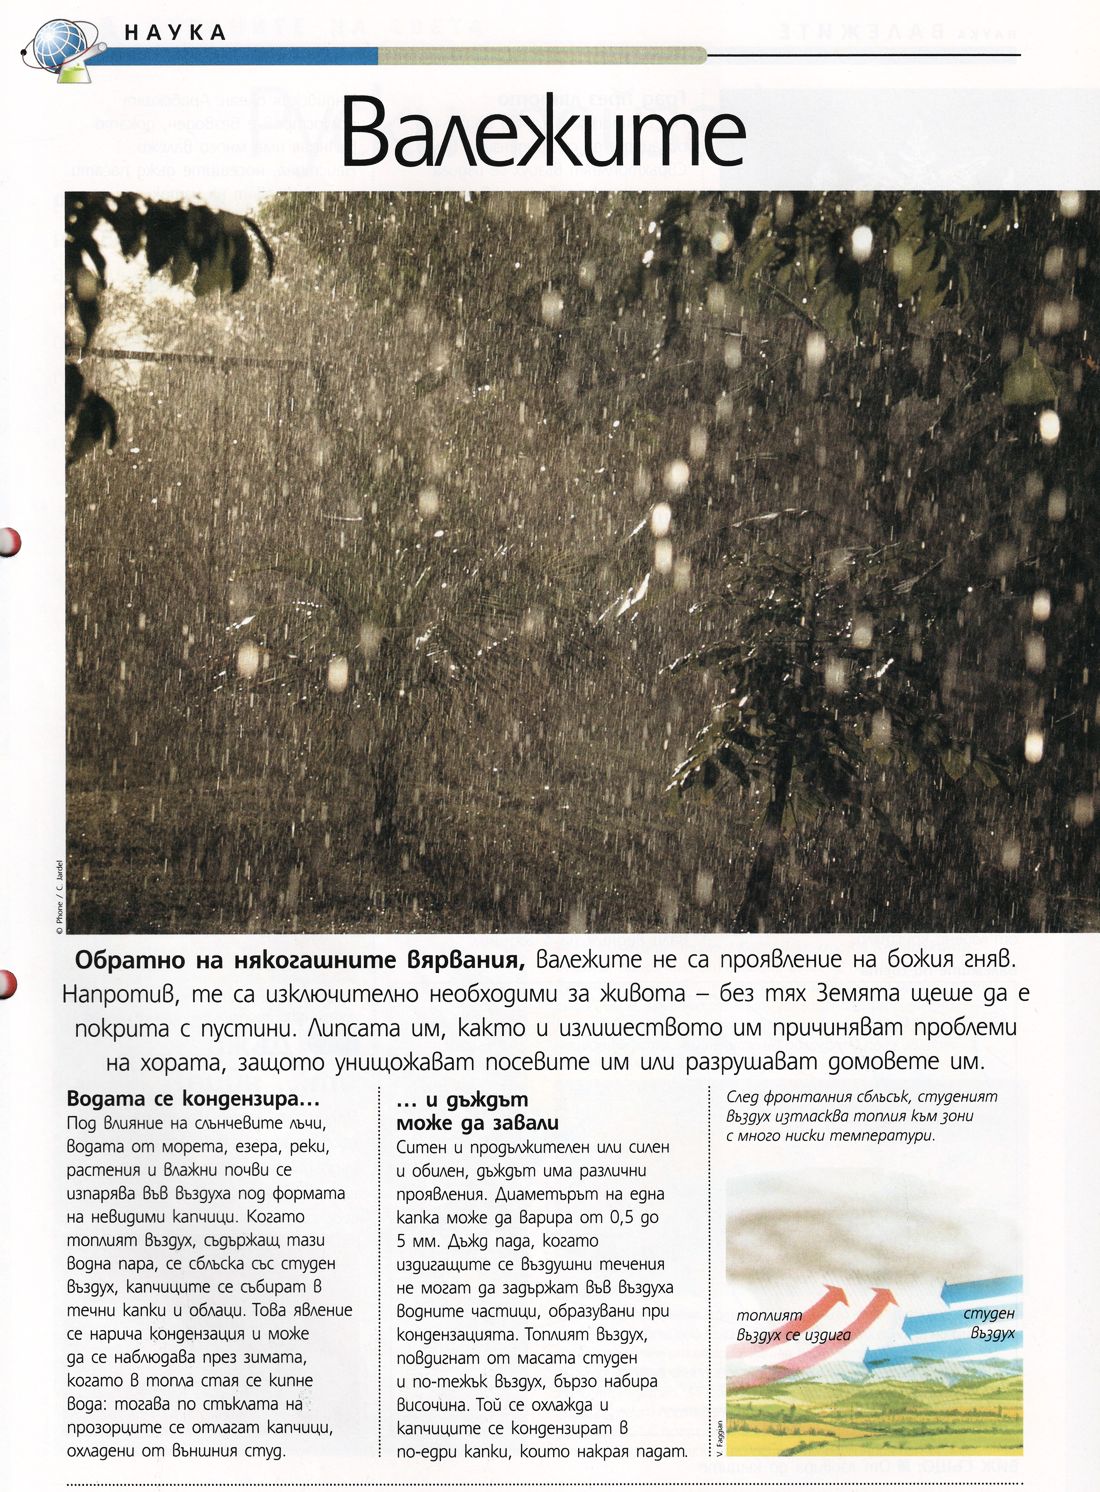 НАУКА
Валежите
© Phone / C. Jardel
Обратно на някогашните вярвания, валежите не са проявление на божия гняв.
Напротив, те са изключително необходими за живота – без тях Земята щеше да е
покрита с пустини. Липсата им, както и излишеството им причиняват проблеми
на хората, защото унищожават посевите им или разрушават домовете им.
Водата се кондензира...
Под влияние на слънчевите лъчи,
водата от морета, езера, реки,
растения и влажни почви се
изпарява във въздуха под формата
на невидими капчици. Когато
топлият въздух, съдържащ тази
водна пара, се сблъска със студен
въздух, капчиците се събират в
течни капки и облаци. Това явление
се нарича кондензация и може
да се наблюдава през зимата,
когато в топла стая се кипне
вода: тогава по стъклата на
прозорците се отлагат капчици,
охладени от външния студ.
... и дъждът
може да завали
Ситен и продължителен или силен
и обилен, дъждът има различни
проявления. Диаметърът на една
капка може да варира от 0,5 до
5 мм. Дъжд пада, когато
издигащите се въздушни течения
не могат да задържат във въздуха
водните частици, образувани при
кондензацията. Топлият въздух,
повдигнат от масата студен
и по-тежък въздух, бързо набира
височина. Той се охлажда и
капчиците се кондензират в
по-едри капки, които накрая падат.
След фронталния сблъсък, студеният
въздух изтласква топлия към зони
с много ниски температури.
топлият
въздух се издига
студен
въздух
V. Faggian